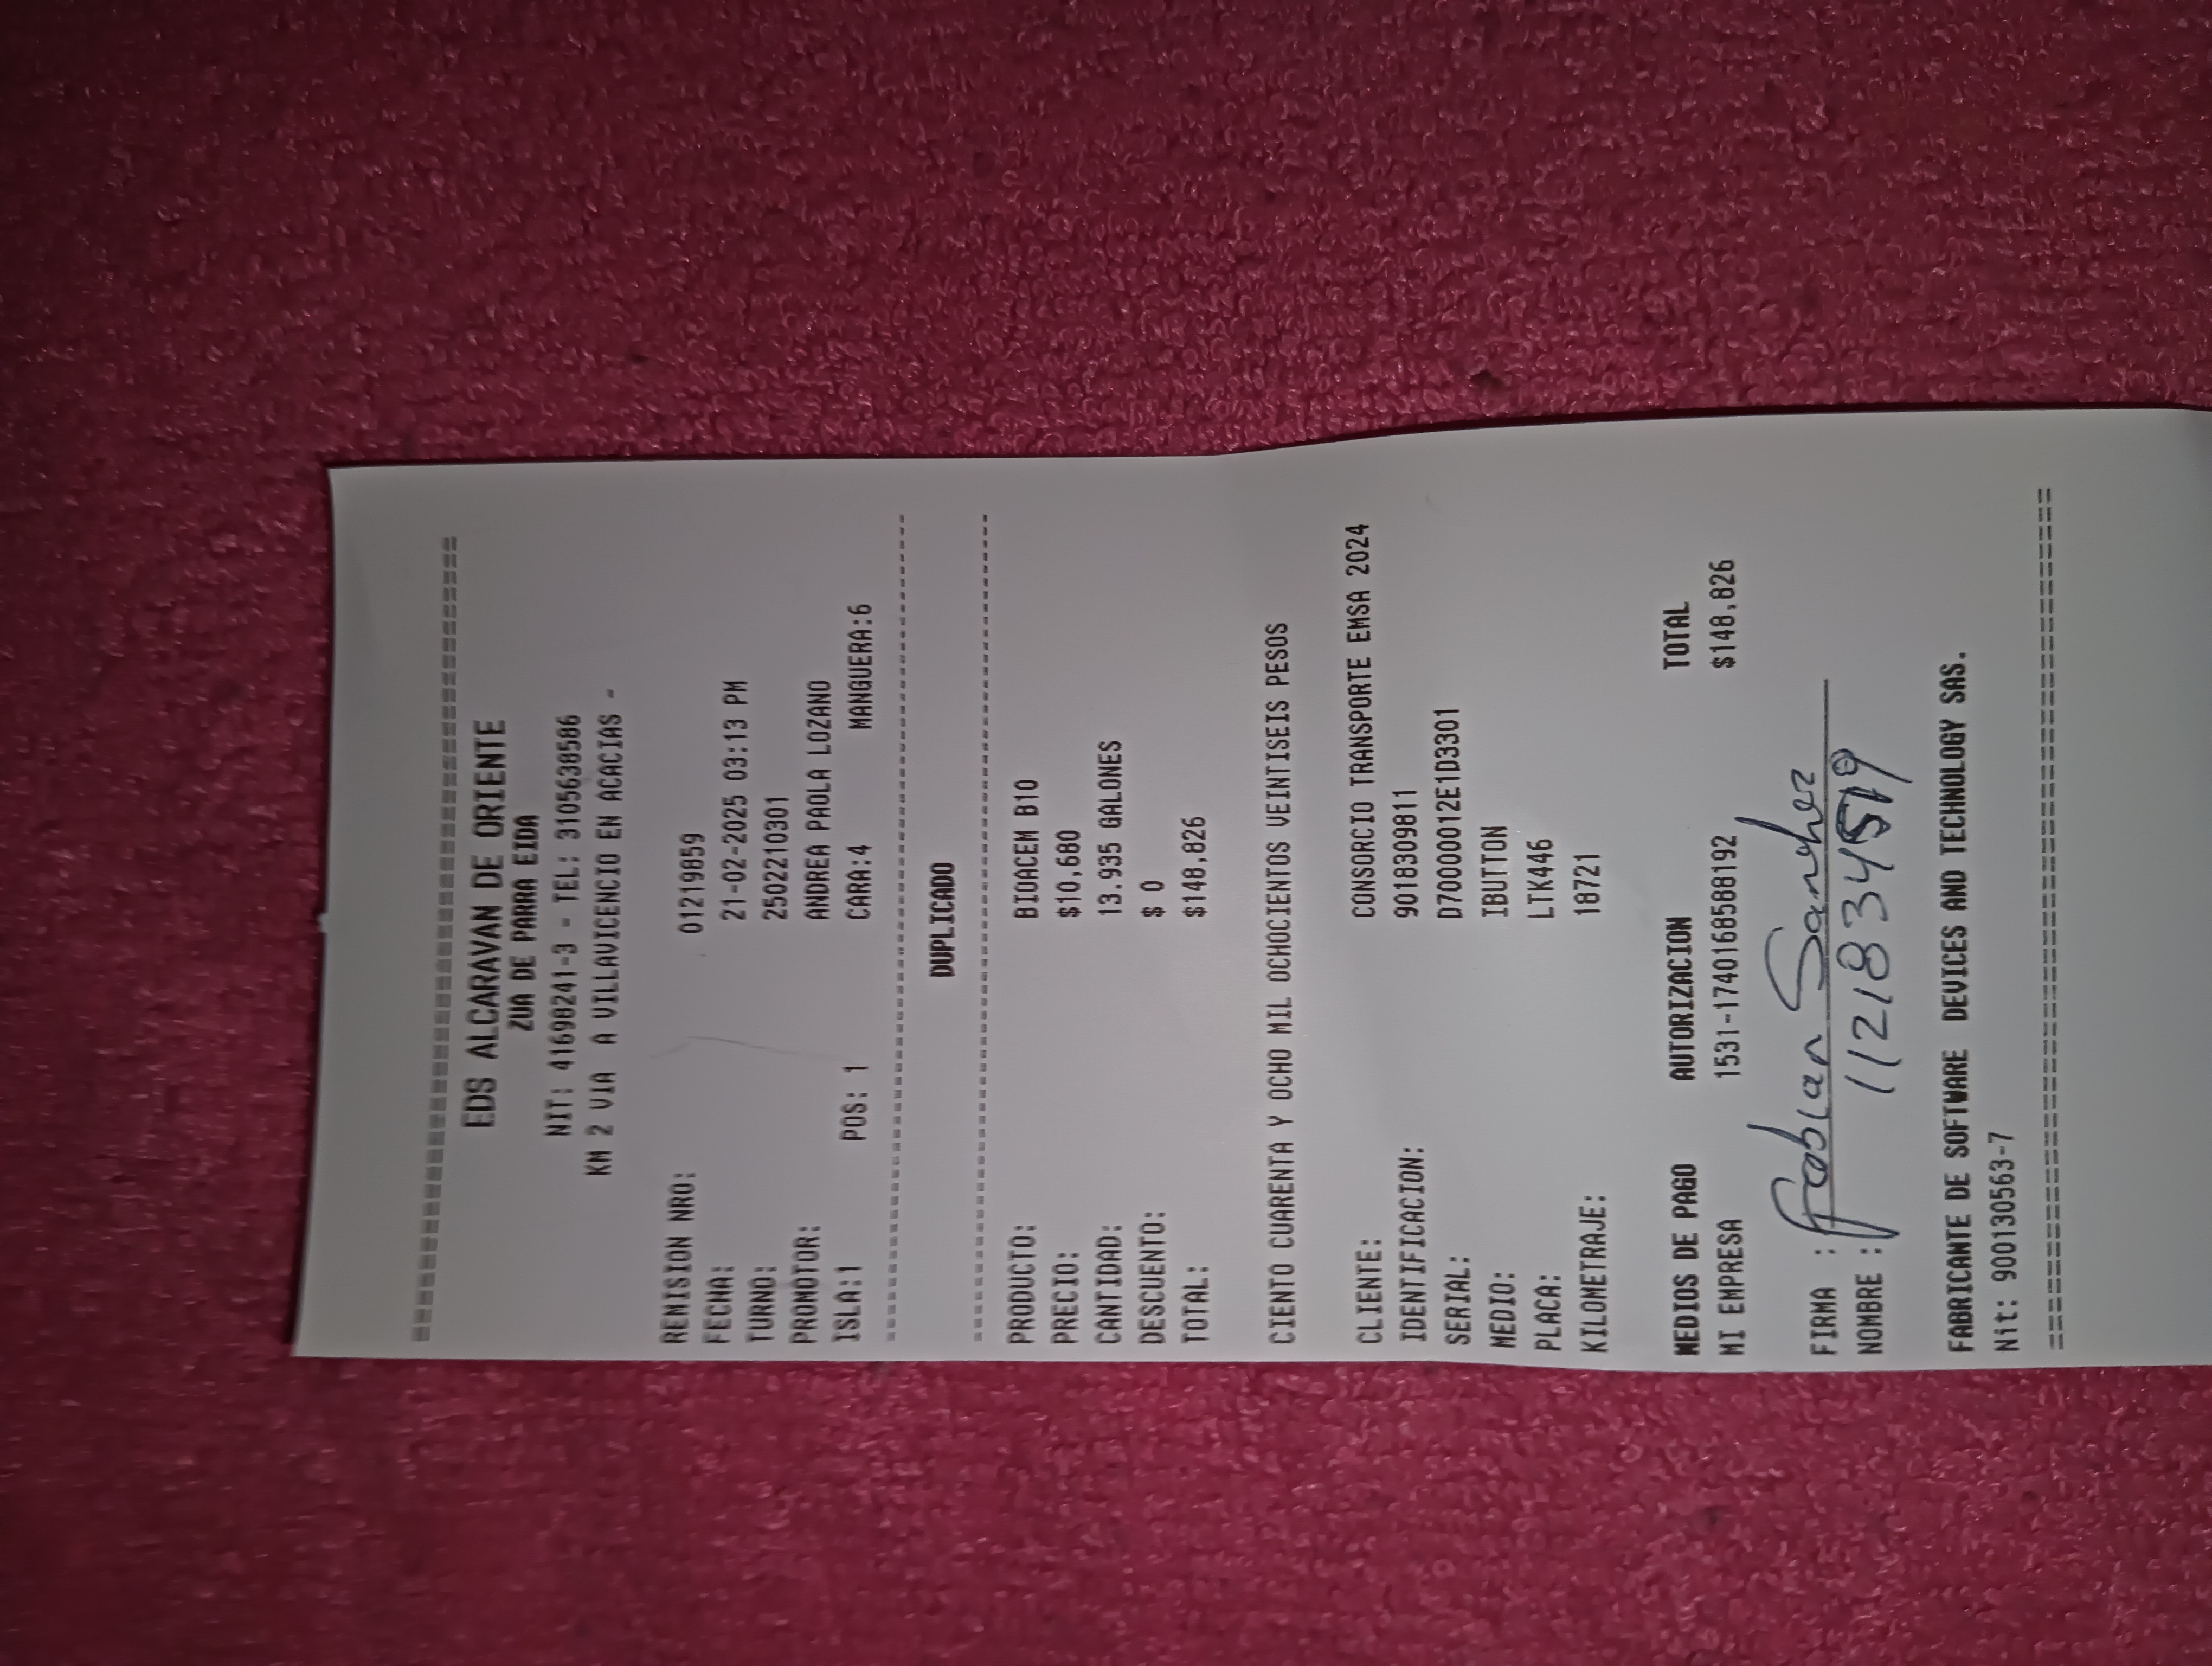 ================================================
EDS ALCARAVAN DE ORIENTE
ZUA DE PARRA EIDA
NIT: 41698241-3 - TEL: 3105638586
KM 2 VIA A VILLAVICENCIO EN ACACIAS -
REMISION NRO: 01219859
FECHA: 21-02-2025 03:13 PM
TURNO: 2502210301
PROMOTOR: ANDREA PAOLA LOZANO
ISLA:1 POS: 1 CARA:4 MANGUERA:6
------------------------------------------------
DUPLICADO
------------------------------------------------
PRODUCTO: BIOACEM B10
PRECIO: $10,680
CANTIDAD: 13.935 GALONES
DESCUENTO: $ 0
TOTAL: $148,826
CIENTO CUARENTA Y OCHO MIL OCHOCIENTOS VEINTISEIS PESOS
CLIENTE: CONSORCIO TRANSPORTE EMSA 2024
IDENTIFICACION: 9018309811
SERIAL: D70000012E1D3301
MEDIO: IBUTTON
PLACA: LTK446
KILOMETRAJE: 18721
MEDIOS DE PAGO AUTORIZACION TOTAL
MI EMPRESA 1531-1740168588192 $148,826
FIRMA : Fabian Sanchez
NOMBRE :
FABRICANTE DE SOFTWARE DEVICES AND TECHNOLOGY SAS.
Nit: 900130563-7
================================================